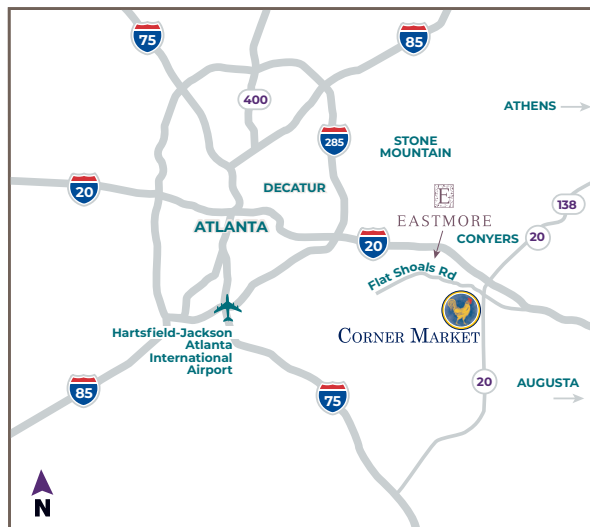 75
85
400
ATHENS
285
STONE
MOUNTAIN
20
DECATUR
E
138
EASTMORE
ATLANTA
20
CONYERS
20
Flat Shoals Rd
Hartsfield-Jackson
Atlanta
International
Airport
CORNER MARKET
85
75
20
AUGUSTA
N